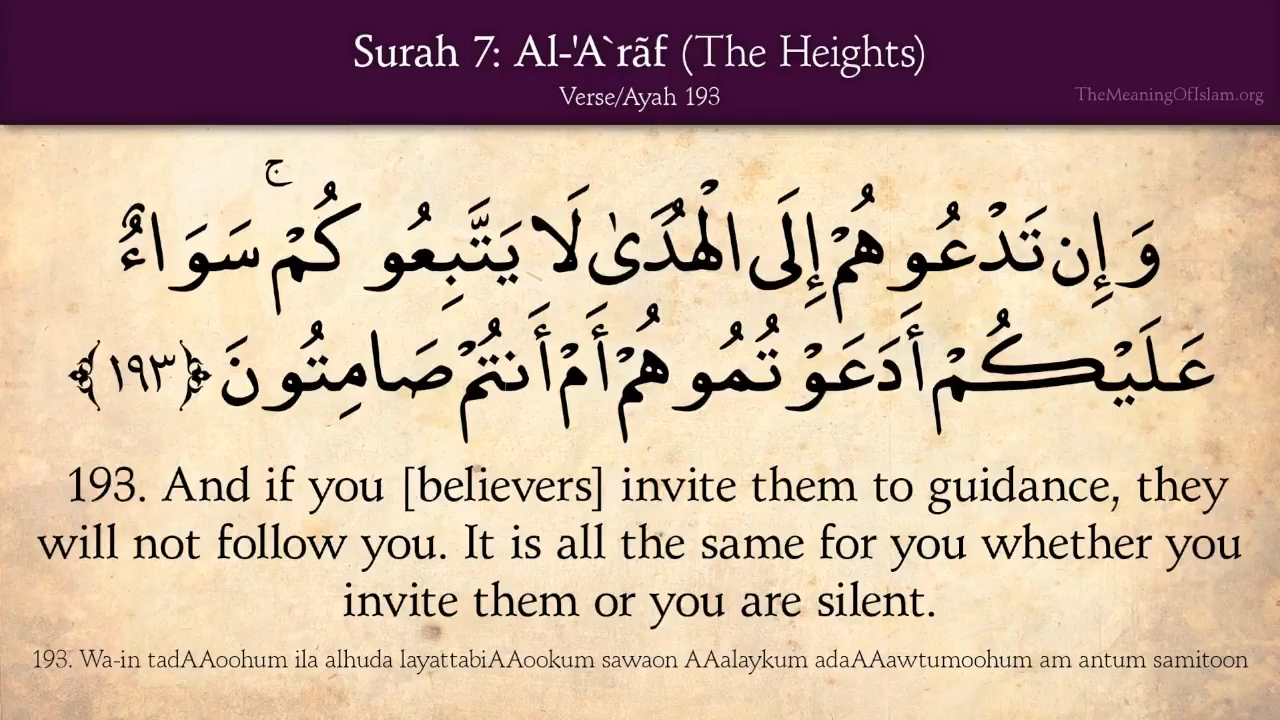 Surah 7: Al-'A`rãf (The Heights)
Verse/Ayah 193
TheMeaningOfIslam.org
وَإِن تَدْعُوهُمْ إِلَى الْهُدَىٰ لَا يَتَّبِعُوكُمْ ۚ سَوَاءٌ
عَلَيْكُمْ أَدَعَوْتُمُوهُمْ أَمْ أَنتُمْ صَامِتُونَ ﴿١٩٣﴾
193. And if you [believers] invite them to guidance, they
will not follow you. It is all the same for you whether you
invite them or you are silent.
193. Wa-in tadAAoohum ila alhuda layattabiAAookum sawaon AAalaykum adaAAawtumoohum am antum samitoon